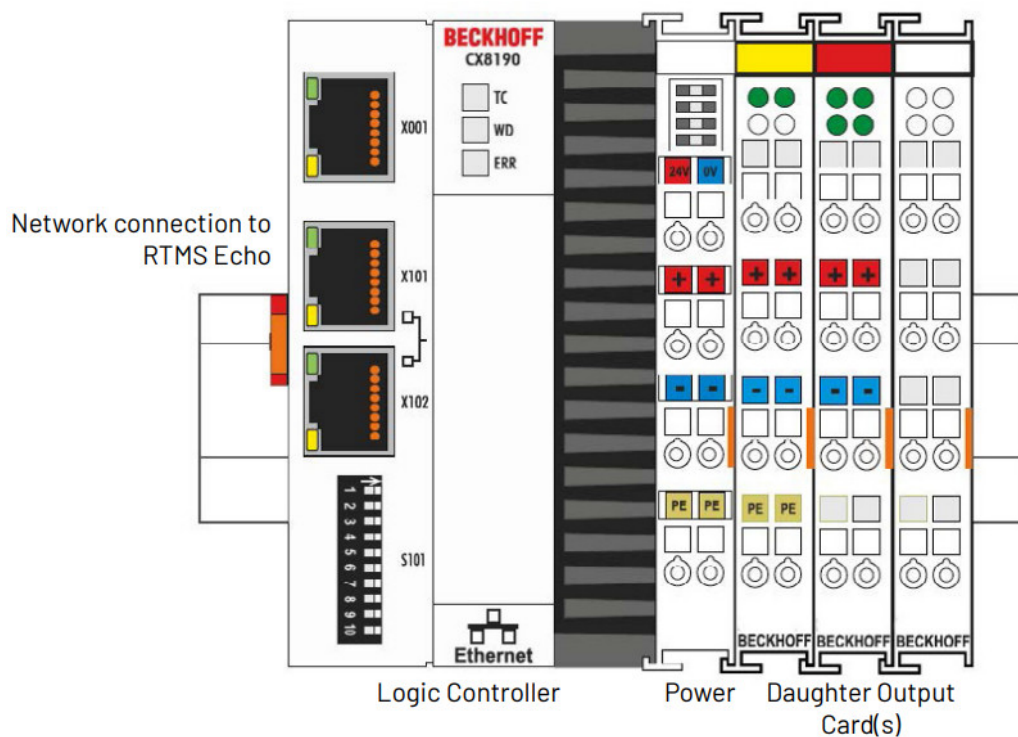 BECKHOFF
CX8190
TC
WD
ERR
X001
24V 0V
Network connection to
RTMS Echo
X101
+ + + + + +
X102
- - - - - -
PE PE PE PE
1
2
3
4
5
6
7
8
9
10
S101
Ethernet
BECKHOFF BECKHOFF BECKHOFF
Logic Controller
Power
Daughter Output
Card(s)